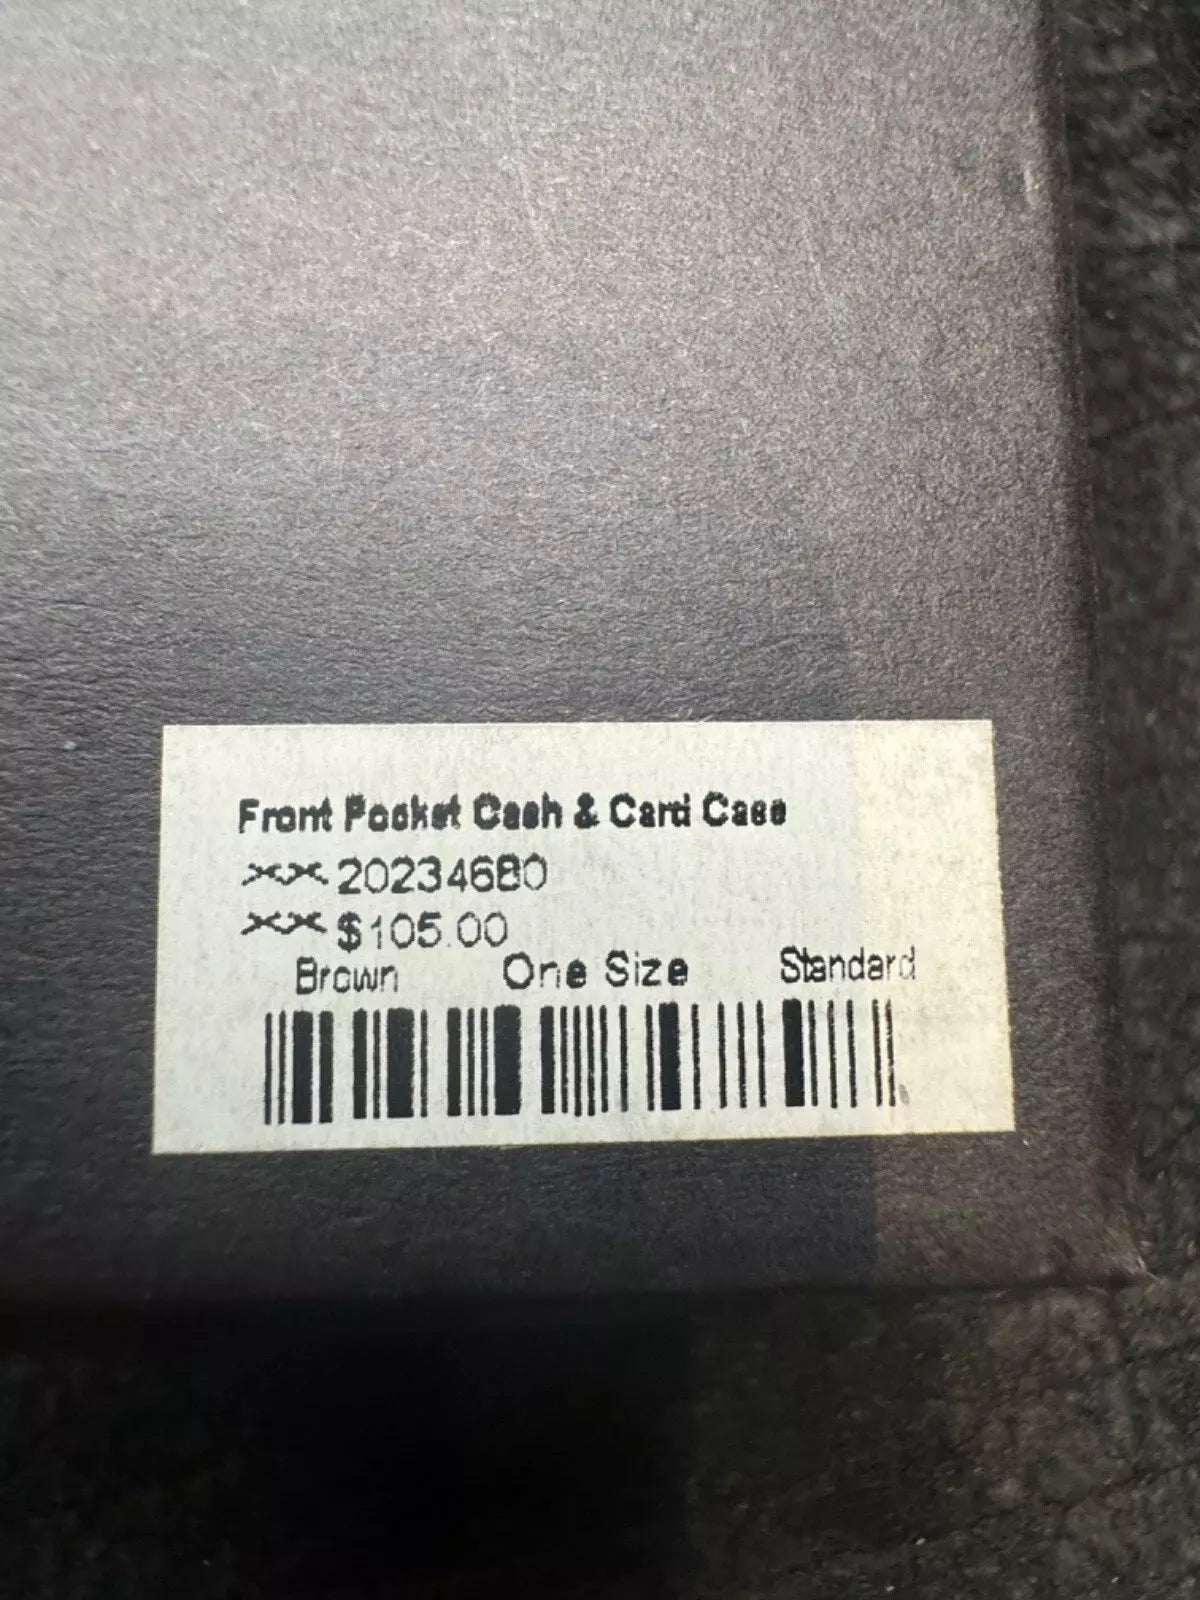 Front Pocket Cash & Card Case
××20234680
××$105.00
Brown One Size Standard